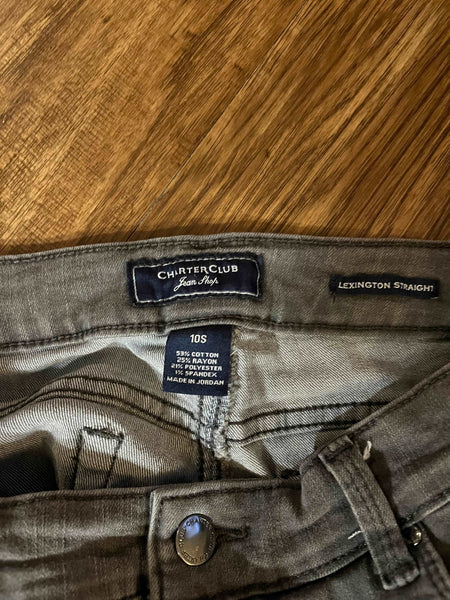 CHARTER CLUB
Jean Shop
LEXINGTON STRAIGHT
10S
53% COTTON
25% RAYON
21% POLYESTER
1% SPANDEX
MADE IN JORDAN